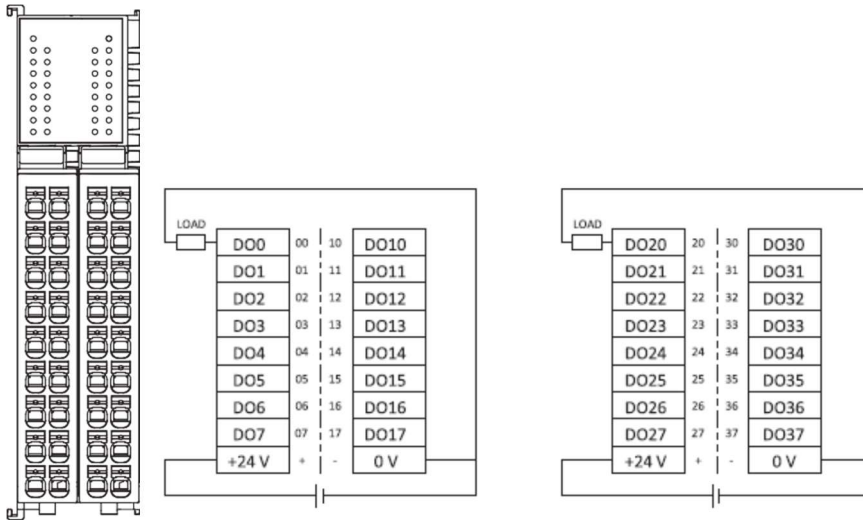 LOAD LOAD
DO0 00 10 DO10 DO20 20 30 DO30
DO1 01 11 DO11 DO21 21 31 DO31
DO2 02 12 DO12 DO22 22 32 DO32
DO3 03 13 DO13 DO23 23 33 DO33
DO4 04 14 DO14 DO24 24 34 DO34
DO5 05 15 DO15 DO25 25 35 DO35
DO6 06 16 DO16 DO26 26 36 DO36
DO7 07 17 DO17 DO27 27 37 DO37
+24 V + - 0 V +24 V + - 0 V